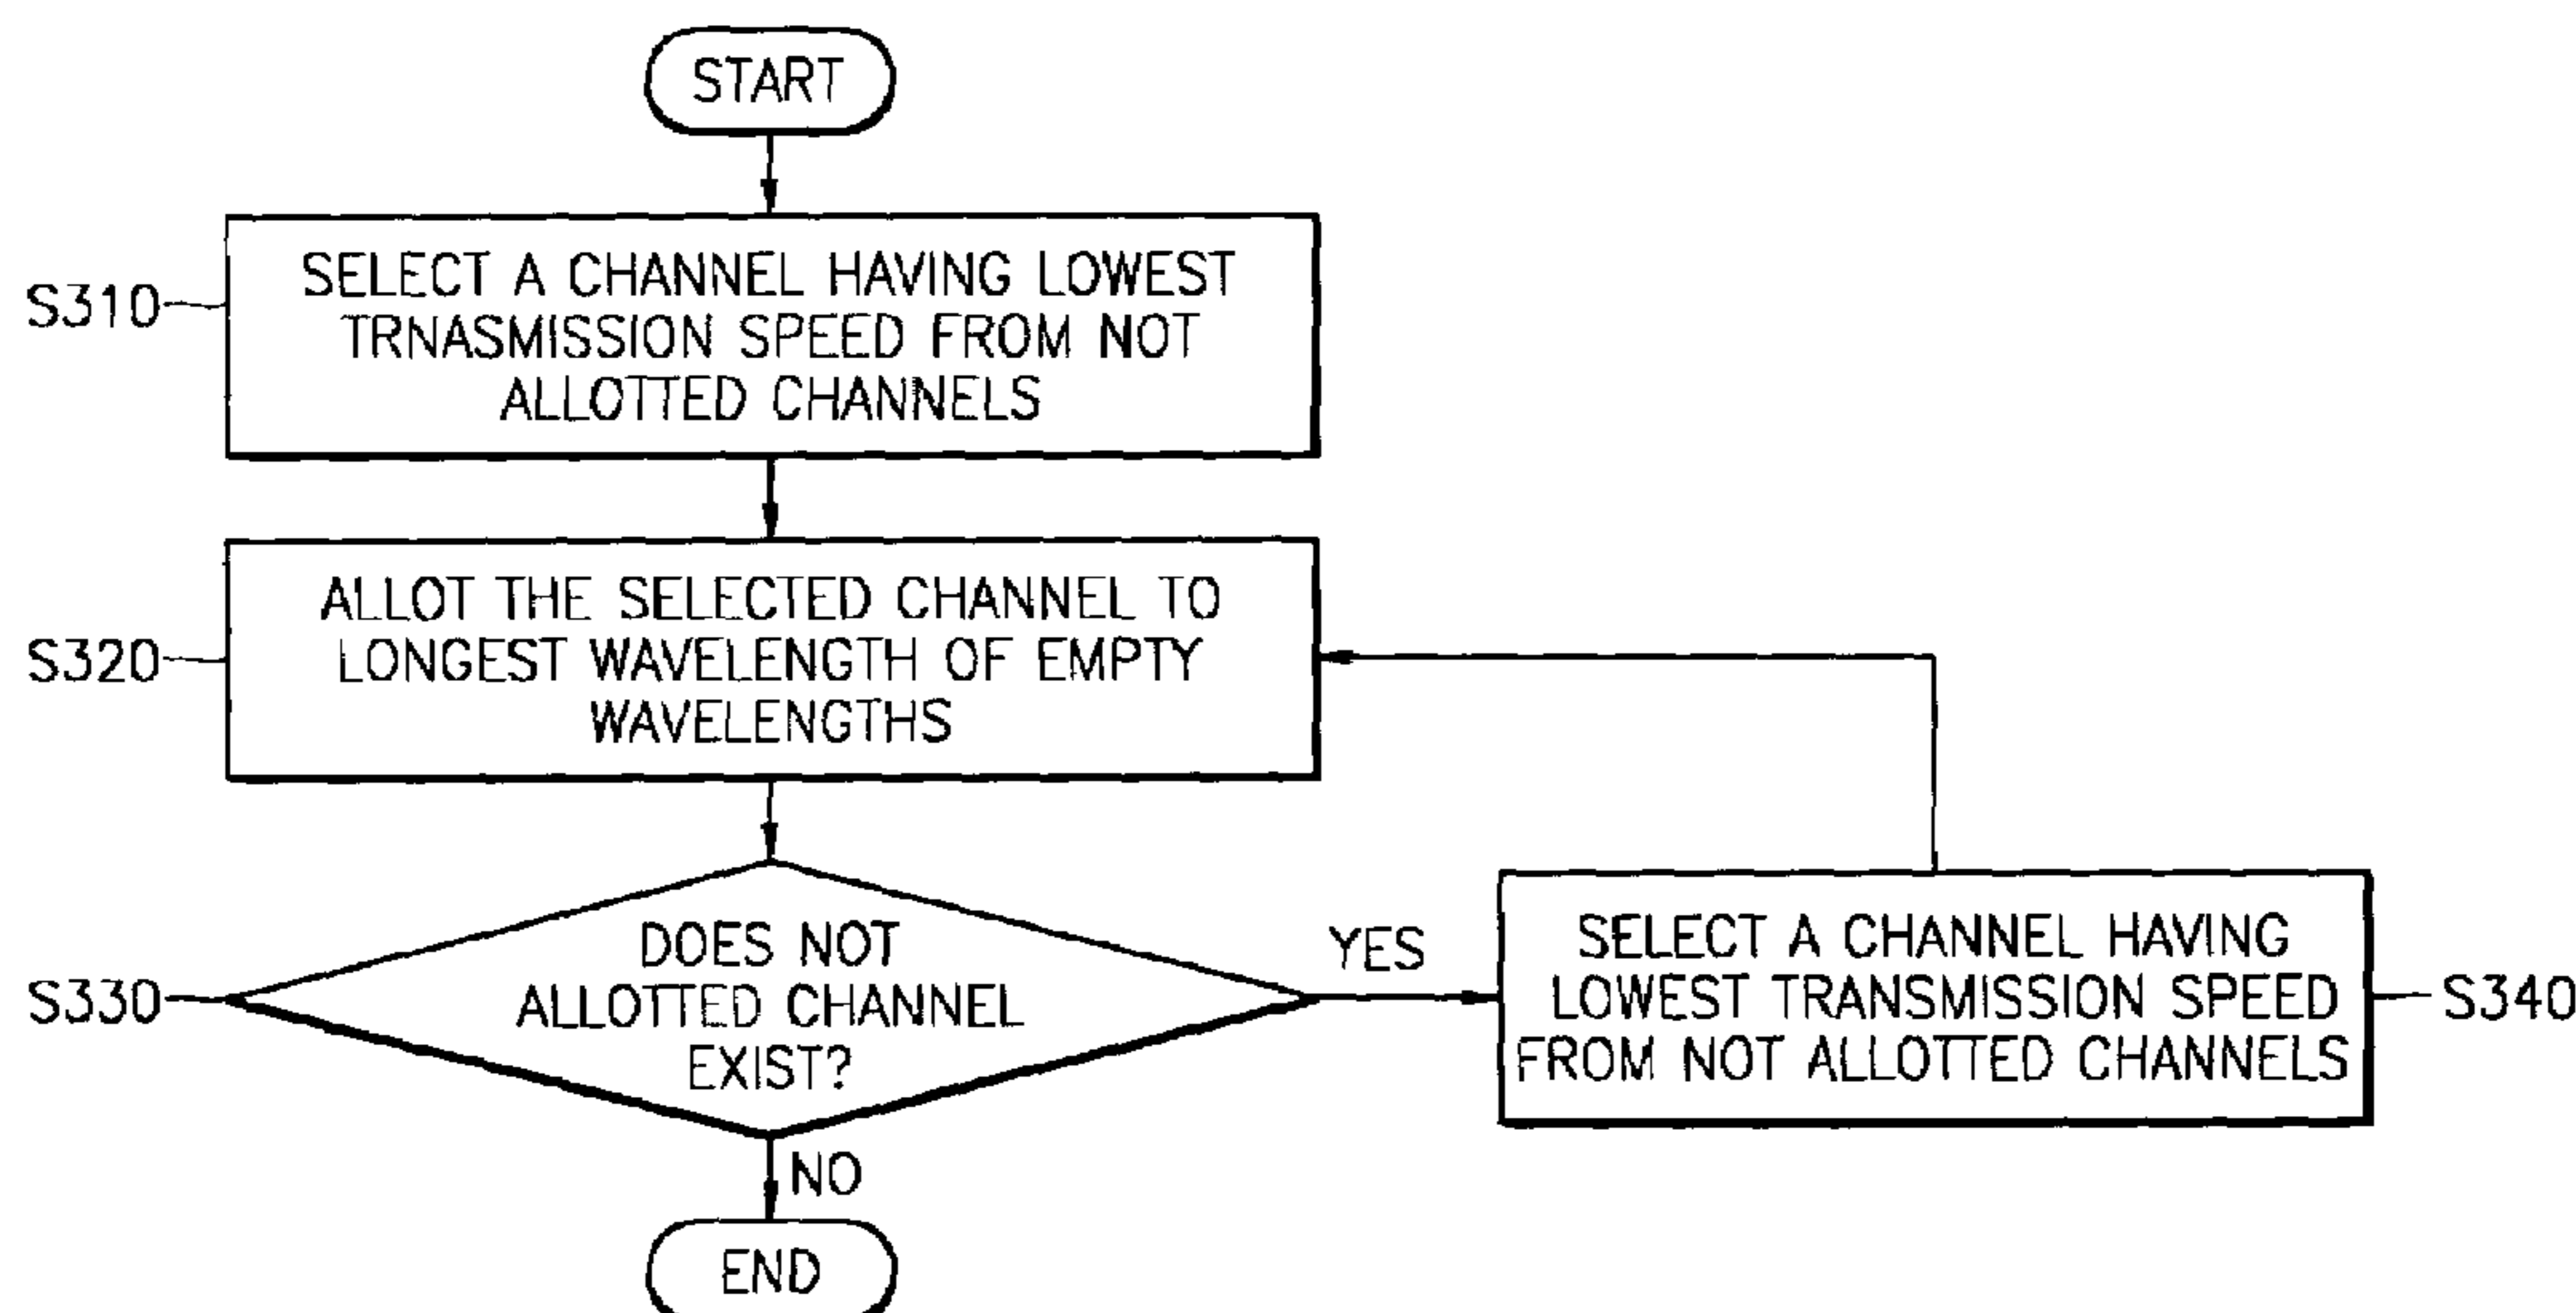 START
S310
SELECT A CHANNEL HAVING LOWEST
TRNASMISSION SPEED FROM NOT
ALLOTTED CHANNELS
S320
ALLOT THE SELECTED CHANNEL TO
LONGEST WAVELENGTH OF EMPTY
WAVELENGTHS
S330
DOES NOT
ALLOTTED CHANNEL
EXIST?
YES
SELECT A CHANNEL HAVING
LOWEST TRANSMISSION SPEED
FROM NOT ALLOTTED CHANNELS
S340
NO
END